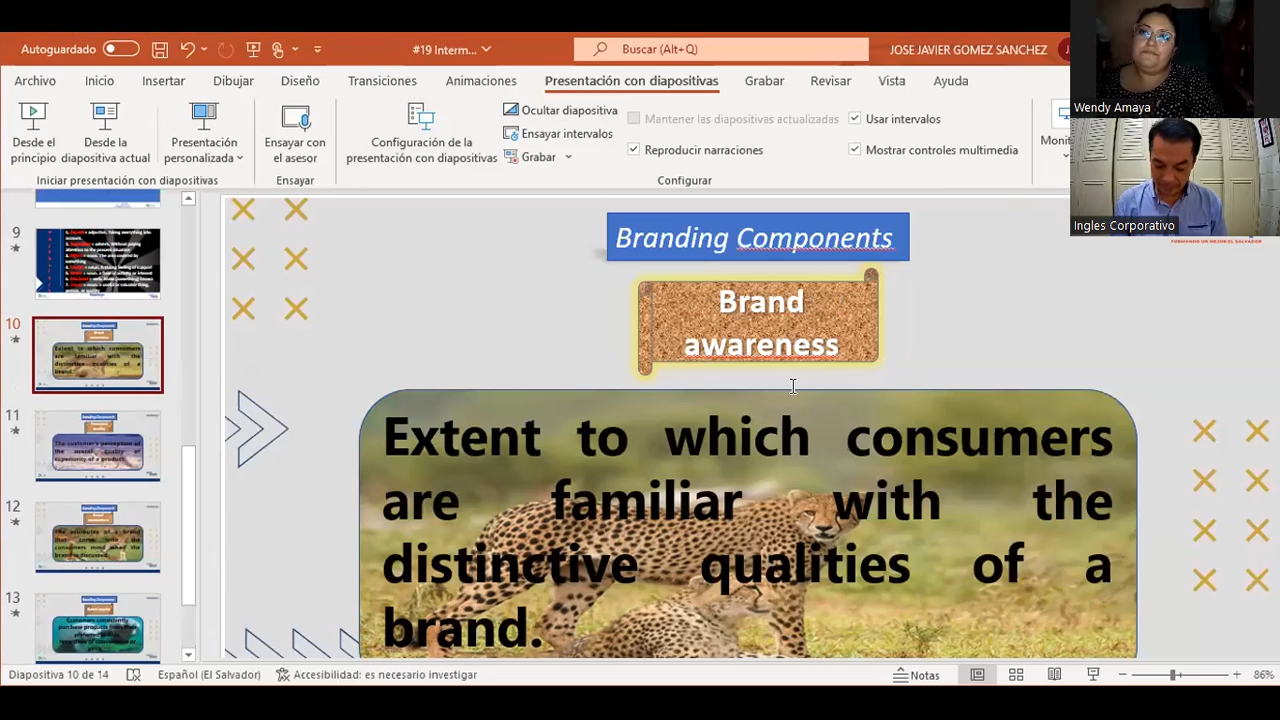 Autoguardado
#19 Interm...
Buscar (Alt+Q)
JOSE JAVIER GOMEZ SANCHEZ
Archivo Inicio Insertar Dibujar Diseño Transiciones Animaciones Presentación con diapositivas Grabar Revisar Vista Ayuda
Desde el principio
Desde la diapositiva actual
Presentación personalizada
Iniciar presentación con diapositivas
Ensayar con el asesor
Ensayar
Configuración de la presentación con diapositivas
Ocultar diapositiva
Ensayar intervalos
Grabar
Mantener las diapositivas actualizadas
Reproducir narraciones
Usar intervalos
Mostrar controles multimedia
Configurar
Wendy Amaya
Ingles Corporativo
9
10
11
12
13
Branding Components
Brand
awareness
Extent to which consumers
are familiar with the
distinctive qualities of a
brand.
Diapositiva 10 de 14
Español (El Salvador)
Accesibilidad: es necesario investigar
Notas
86%